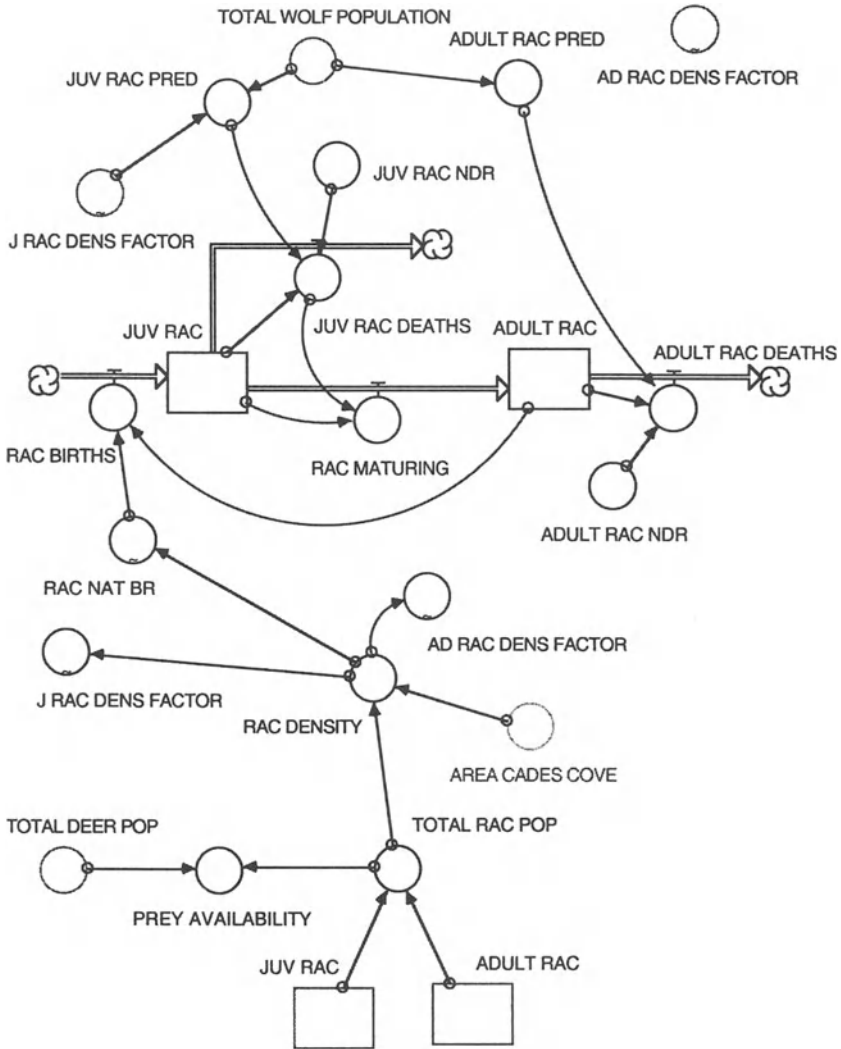 TOTAL WOLF POPULATION
ADULT RAC PRED
JUV RAC PRED
AD RAC DENS FACTOR
JUV RAC NDR
J RAC DENS FACTOR
JUV RAC
JUV RAC DEATHS
ADULT RAC
ADULT RAC DEATHS
RAC BIRTHS
RAC MATURING
ADULT RAC NDR
RAC NAT BR
AD RAC DENS FACTOR
J RAC DENS FACTOR
RAC DENSITY
AREA CADES COVE
TOTAL DEER POP
TOTAL RAC POP
PREY AVAILABILITY
JUV RAC
ADULT RAC